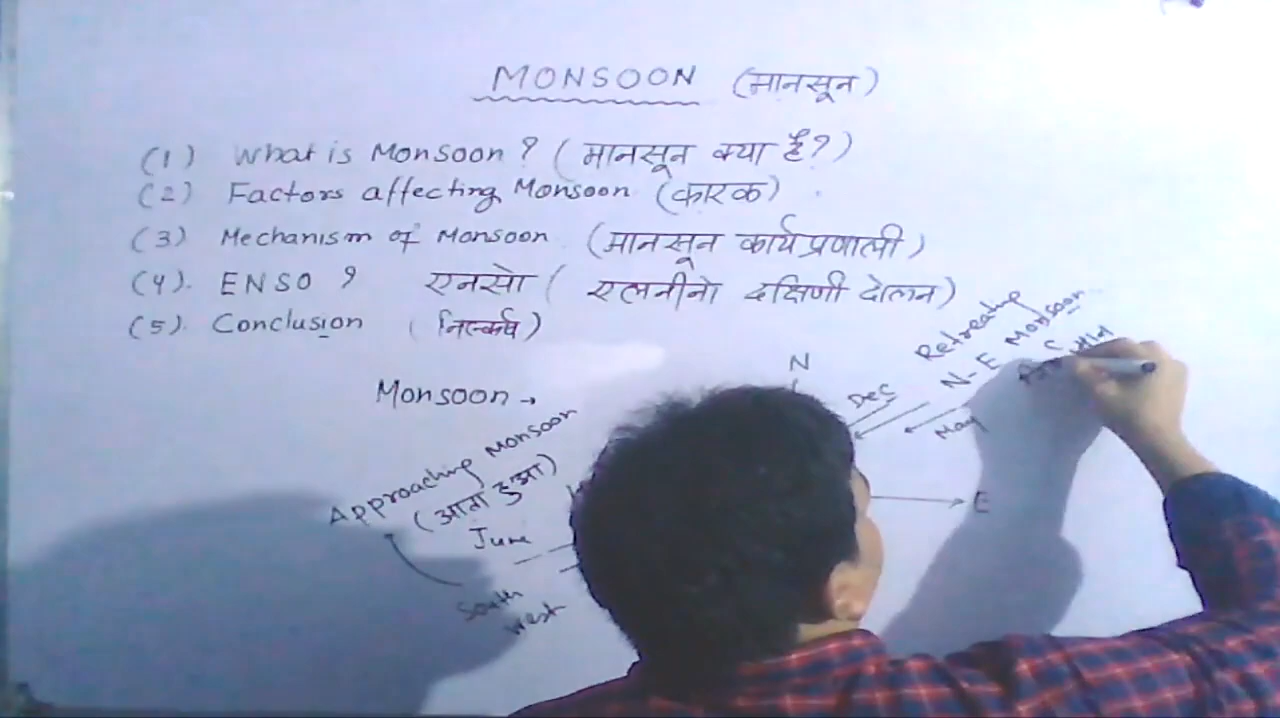 MONSOON (मानसून)
(1) What is Monsoon? (मानसून क्या है?)
(2) Factors affecting Monsoon (कारक)
(3) Mechanism of Monsoon (मानसून कार्यप्रणाली)
(4). ENSO ? एनसो ( एलनीनो दक्षिणी दोलन)
(5). Conclusion (निष्कर्ष)
Monsoon →
N
Dec
Retreating
N-E Monsoon
May
E
Approaching Monsoon
(आता हुआ)
June
South
West